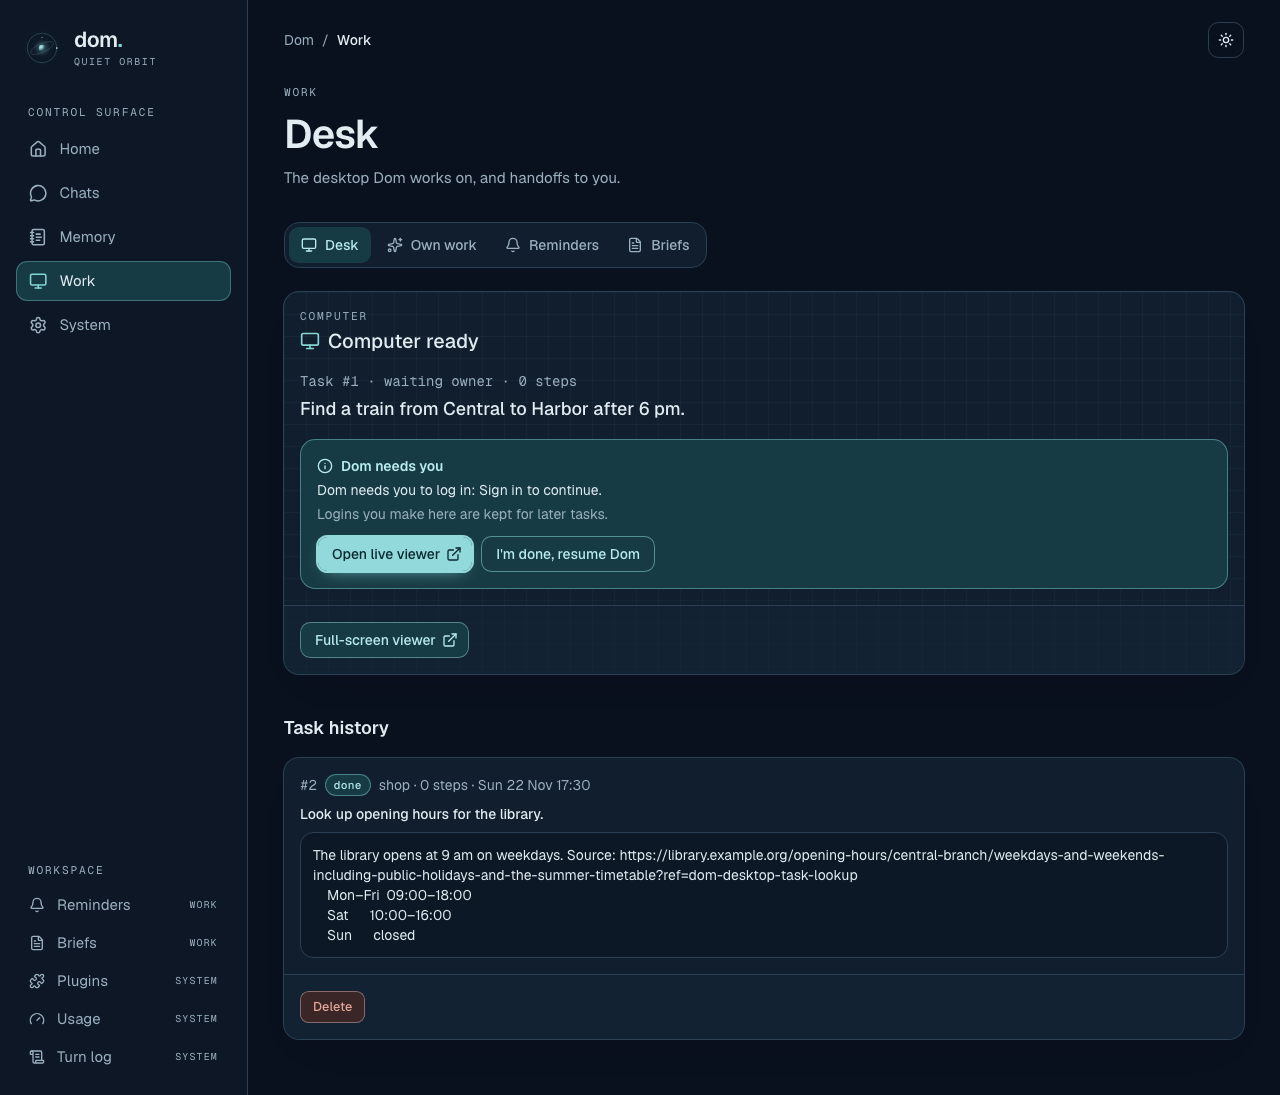 dom.
QUIET ORBIT
CONTROL SURFACE
Home
Chats
Memory
Work
System
WORKSPACE
Reminders WORK
Briefs WORK
Plugins SYSTEM
Usage SYSTEM
Turn log SYSTEM
Dom / Work
WORK
Desk
The desktop Dom works on, and handoffs to you.
Desk Own work Reminders Briefs
COMPUTER
Computer ready
Task #1 · waiting owner · 0 steps
Find a train from Central to Harbor after 6 pm.
Dom needs you
Dom needs you to log in: Sign in to continue.
Logins you make here are kept for later tasks.
Open live viewer I'm done, resume Dom
Full-screen viewer
Task history
#2 done shop · 0 steps · Sun 22 Nov 17:30
Look up opening hours for the library.
The library opens at 9 am on weekdays. Source: https://library.example.org/opening-hours/central-branch/weekdays-and-weekends-
including-public-holidays-and-the-summer-timetable?ref=dom-desktop-task-lookup
Mon–Fri 09:00–18:00
Sat 10:00–16:00
Sun closed
Delete